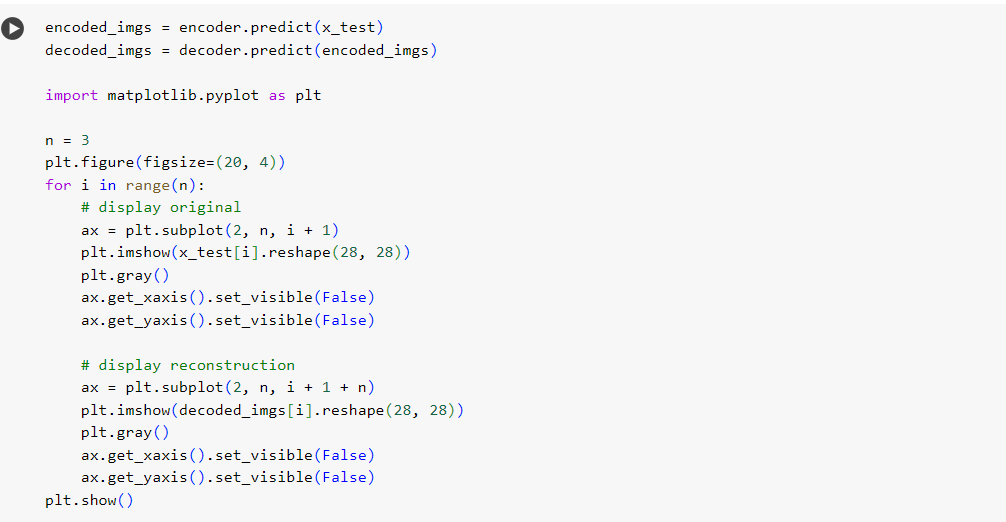 encoded_imgs = encoder.predict(x_test)
decoded_imgs = decoder.predict(encoded_imgs)

import matplotlib.pyplot as plt

n = 3
plt.figure(figsize=(20, 4))
for i in range(n):
    # display original
    ax = plt.subplot(2, n, i + 1)
    plt.imshow(x_test[i].reshape(28, 28))
    plt.gray()
    ax.get_xaxis().set_visible(False)
    ax.get_yaxis().set_visible(False)

    # display reconstruction
    ax = plt.subplot(2, n, i + 1 + n)
    plt.imshow(decoded_imgs[i].reshape(28, 28))
    plt.gray()
    ax.get_xaxis().set_visible(False)
    ax.get_yaxis().set_visible(False)
plt.show()